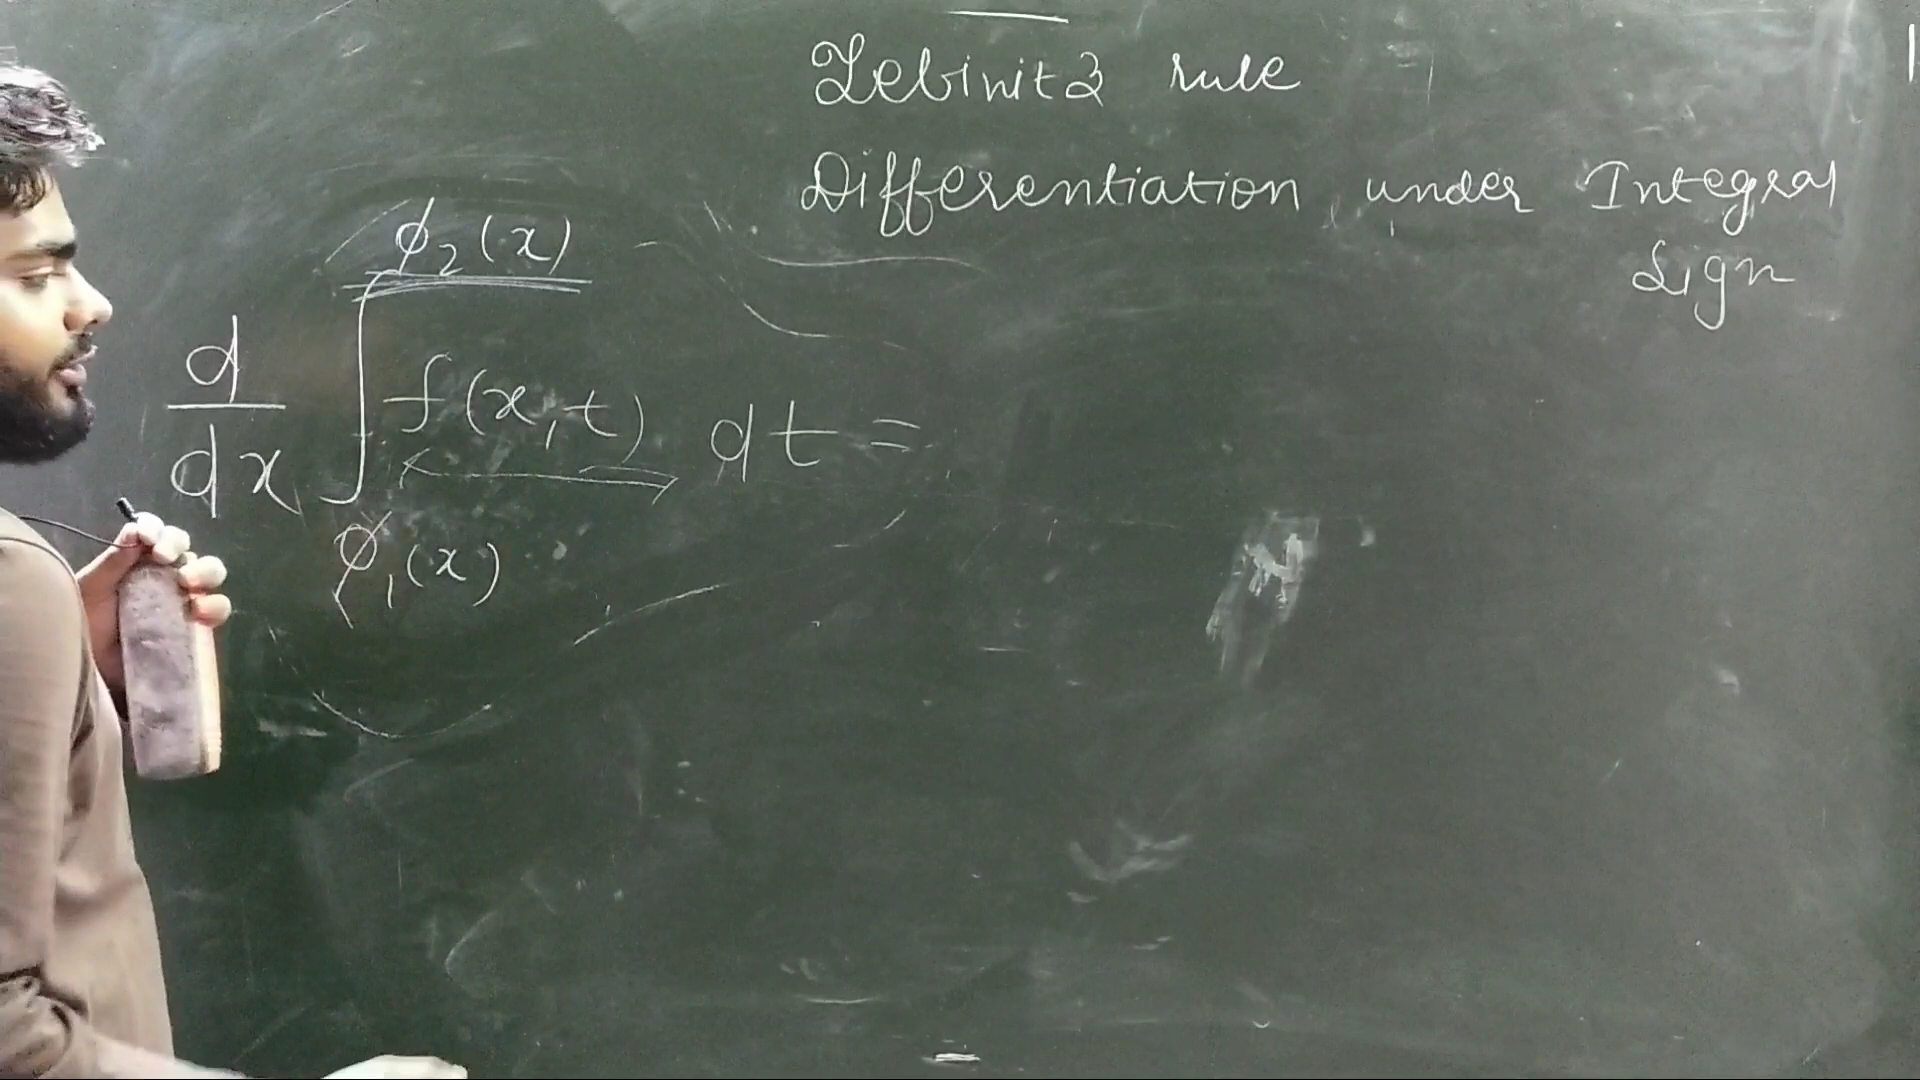 Lebinitz rule
Differentiation under Integral
Sign
d/dx ∫ f(x,t) dt =
ϕ₂(x)
ϕ₁(x)